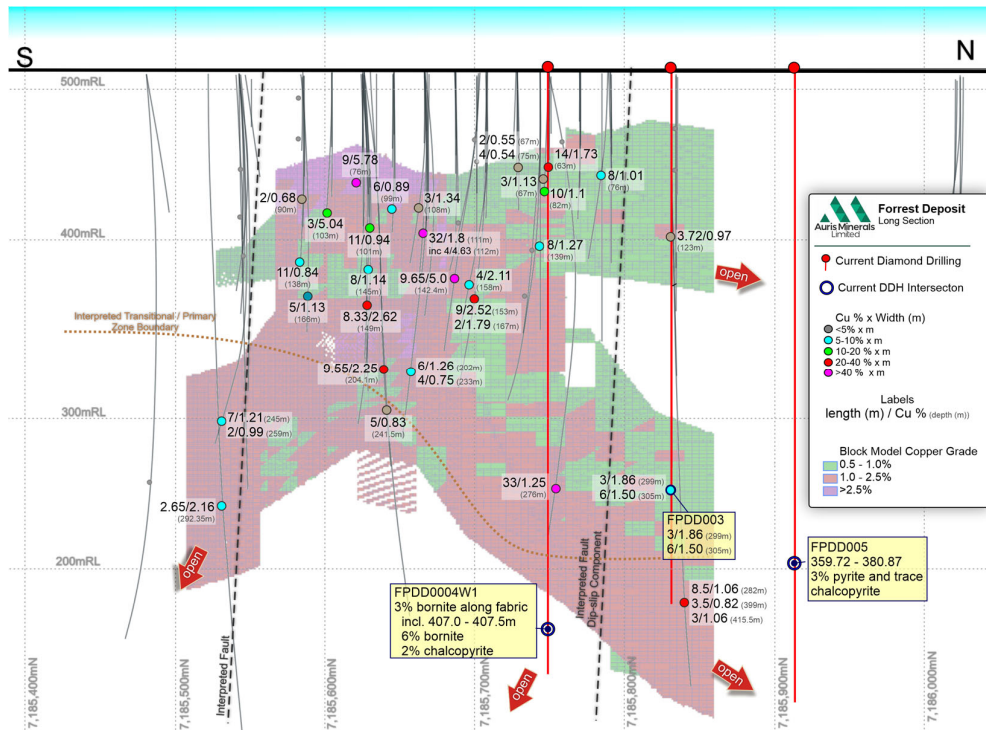 S
N
500mRL
400mRL
300mRL
200mRL
2/0.55 (67m)
4/0.54 (75m)
14/1.73
(63m)
9/5.78
(76m)
3/1.13
(67m)
10/1.1
(82m)
8/1.01
(76m)
6/0.89
(99m)
2/0.68
(90m)
3/1.34
(108m)
3/5.04
(103m)
11/0.94
(101m)
32/1.8 (111m)
inc 4/4.63 (112m)
8/1.27
(139m)
3.72/0.97
(123m)
11/0.84
(138m)
8/1.14
(145m)
9.65/5.0
(142.4m)
4/2.11
(158m)
5/1.13
(166m)
8.33/2.62
(149m)
9/2.52 (153m)
2/1.79 (167m)
open
Interpreted Transitional / Primary
Zone Boundary
9.55/2.25
(204.1m)
6/1.26 (202m)
4/0.75 (233m)
5/0.83
(241.5m)
7/1.21 (245m)
2/0.99 (259m)
33/1.25
(276m)
3/1.86 (299m)
6/1.50 (305m)
2.65/2.16
(292.35m)
FPDD003
3/1.86 (299m)
6/1.50 (305m)
FPDD005
359.72 - 380.87
3% pyrite and trace
chalcopyrite
open
FPDD0004W1
3% bornite along fabric
incl. 407.0 - 407.5m
6% bornite
2% chalcopyrite
8.5/1.06 (282m)
3.5/0.82 (399m)
3/1.06 (415.5m)
Interpreted Fault
Interpreted Fault
Dip-slip Component
open
open
7,185,400mN
7,185,500mN
7,185,600mN
7,185,700mN
7,185,800mN
7,185,900mN
7,186,000mN
Auris Minerals
Limited
Forrest Deposit
Long Section
Current Diamond Drilling
Current DDH Intersecton
Cu % x Width (m)
<5% x m
5-10% x m
10-20 % x m
20-40 % x m
>40 % x m
Labels
length (m) / Cu % (depth (m))
Block Model Copper Grade
0.5 - 1.0%
1.0 - 2.5%
>2.5%